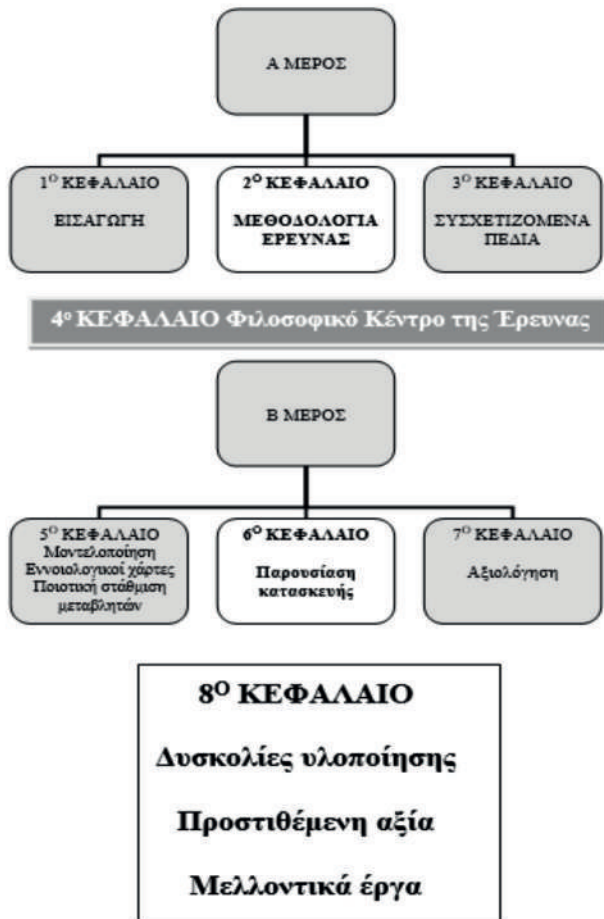 Α ΜΕΡΟΣ
1Ο ΚΕΦΑΛΑΙΟ
ΕΙΣΑΓΩΓΗ
2Ο ΚΕΦΑΛΑΙΟ
ΜΕΘΟΔΟΛΟΓΙΑ
ΕΡΕΥΝΑΣ
3Ο ΚΕΦΑΛΑΙΟ
ΣΥΣΧΕΤΙΖΟΜΕΝΑ
ΠΕΔΙΑ
4ο ΚΕΦΑΛΑΙΟ Φιλοσοφικό Κέντρο της Έρευνας
Β ΜΕΡΟΣ
5Ο ΚΕΦΑΛΑΙΟ
Μοντελοποίηση
Εννοιολογικοί χάρτες
Ποιοτική στάθμιση
μεταβλητών
6Ο ΚΕΦΑΛΑΙΟ
Παρουσίαση
κατασκευής
7Ο ΚΕΦΑΛΑΙΟ
Αξιολόγηση
8Ο ΚΕΦΑΛΑΙΟ
Δυσκολίες υλοποίησης
Προστιθέμενη αξία
Μελλοντικά έργα